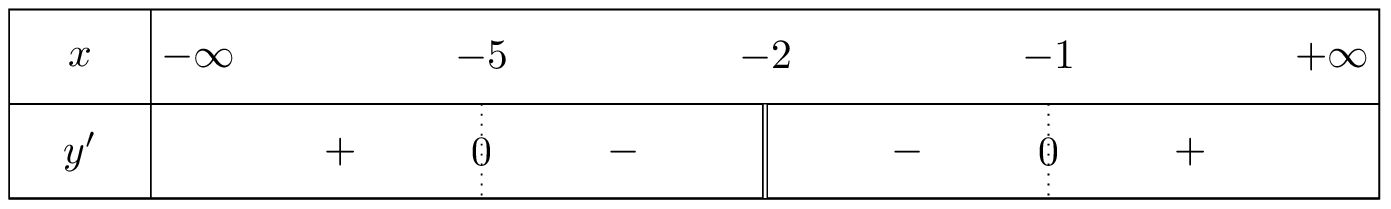 x −∞ −5 −2 −1 +∞
y′ + 0 − − 0 +